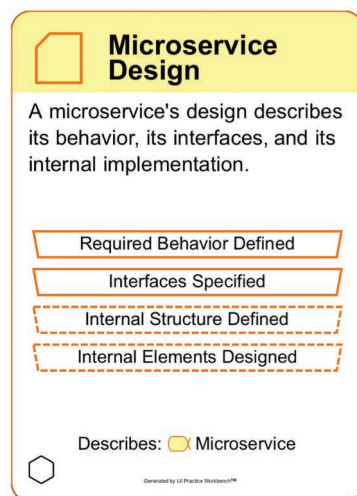 Microservice
Design
A microservice's design describes
its behavior, its interfaces, and its
internal implementation.
Required Behavior Defined
Interfaces Specified
Internal Structure Defined
Internal Elements Designed
Describes: Microservice
Generated by IJI Practice Workbench™